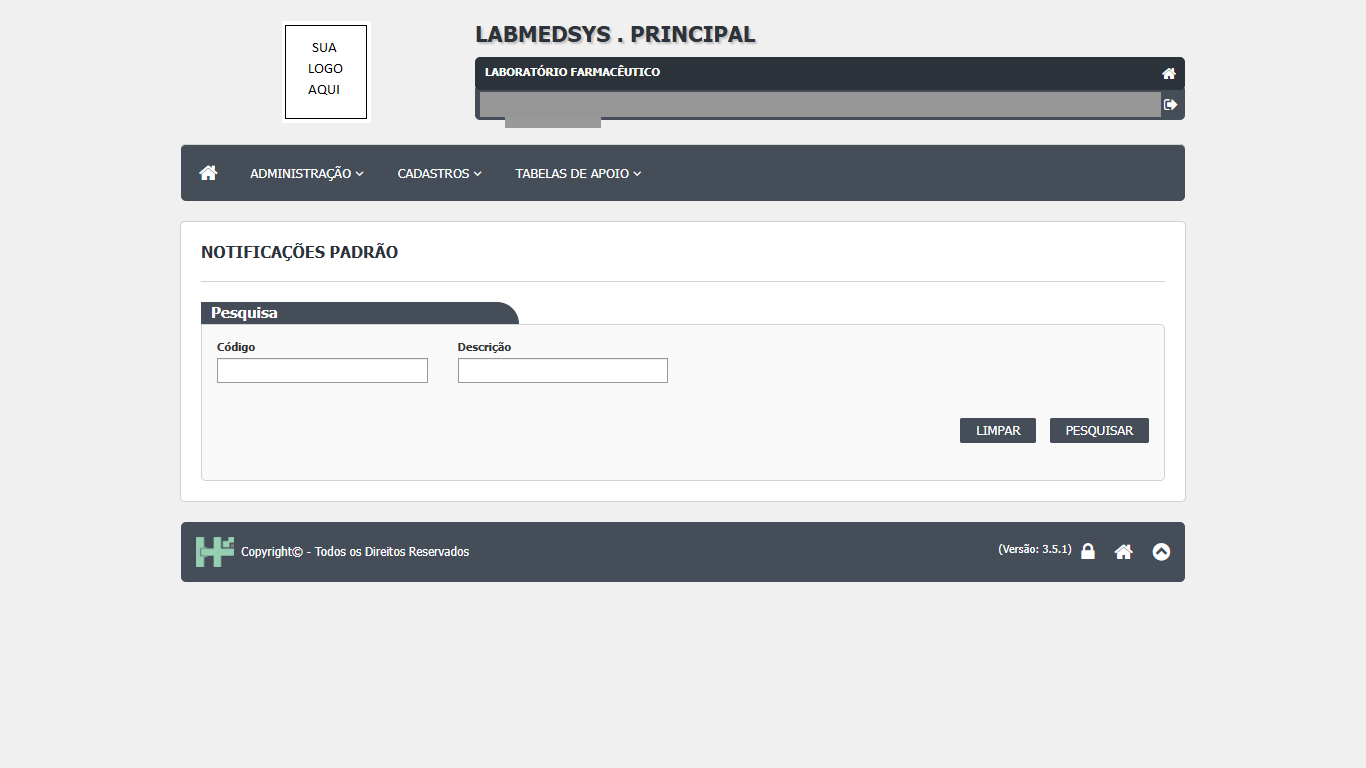 SUA
LOGO
AQUI
LABMEDSYS . PRINCIPAL
LABORATÓRIO FARMACÊUTICO
ADMINISTRAÇÃO CADASTROS TABELAS DE APOIO
NOTIFICAÇÕES PADRÃO
Pesquisa
Código Descrição
LIMPAR PESQUISAR
Copyright© - Todos os Direitos Reservados (Versão: 3.5.1)